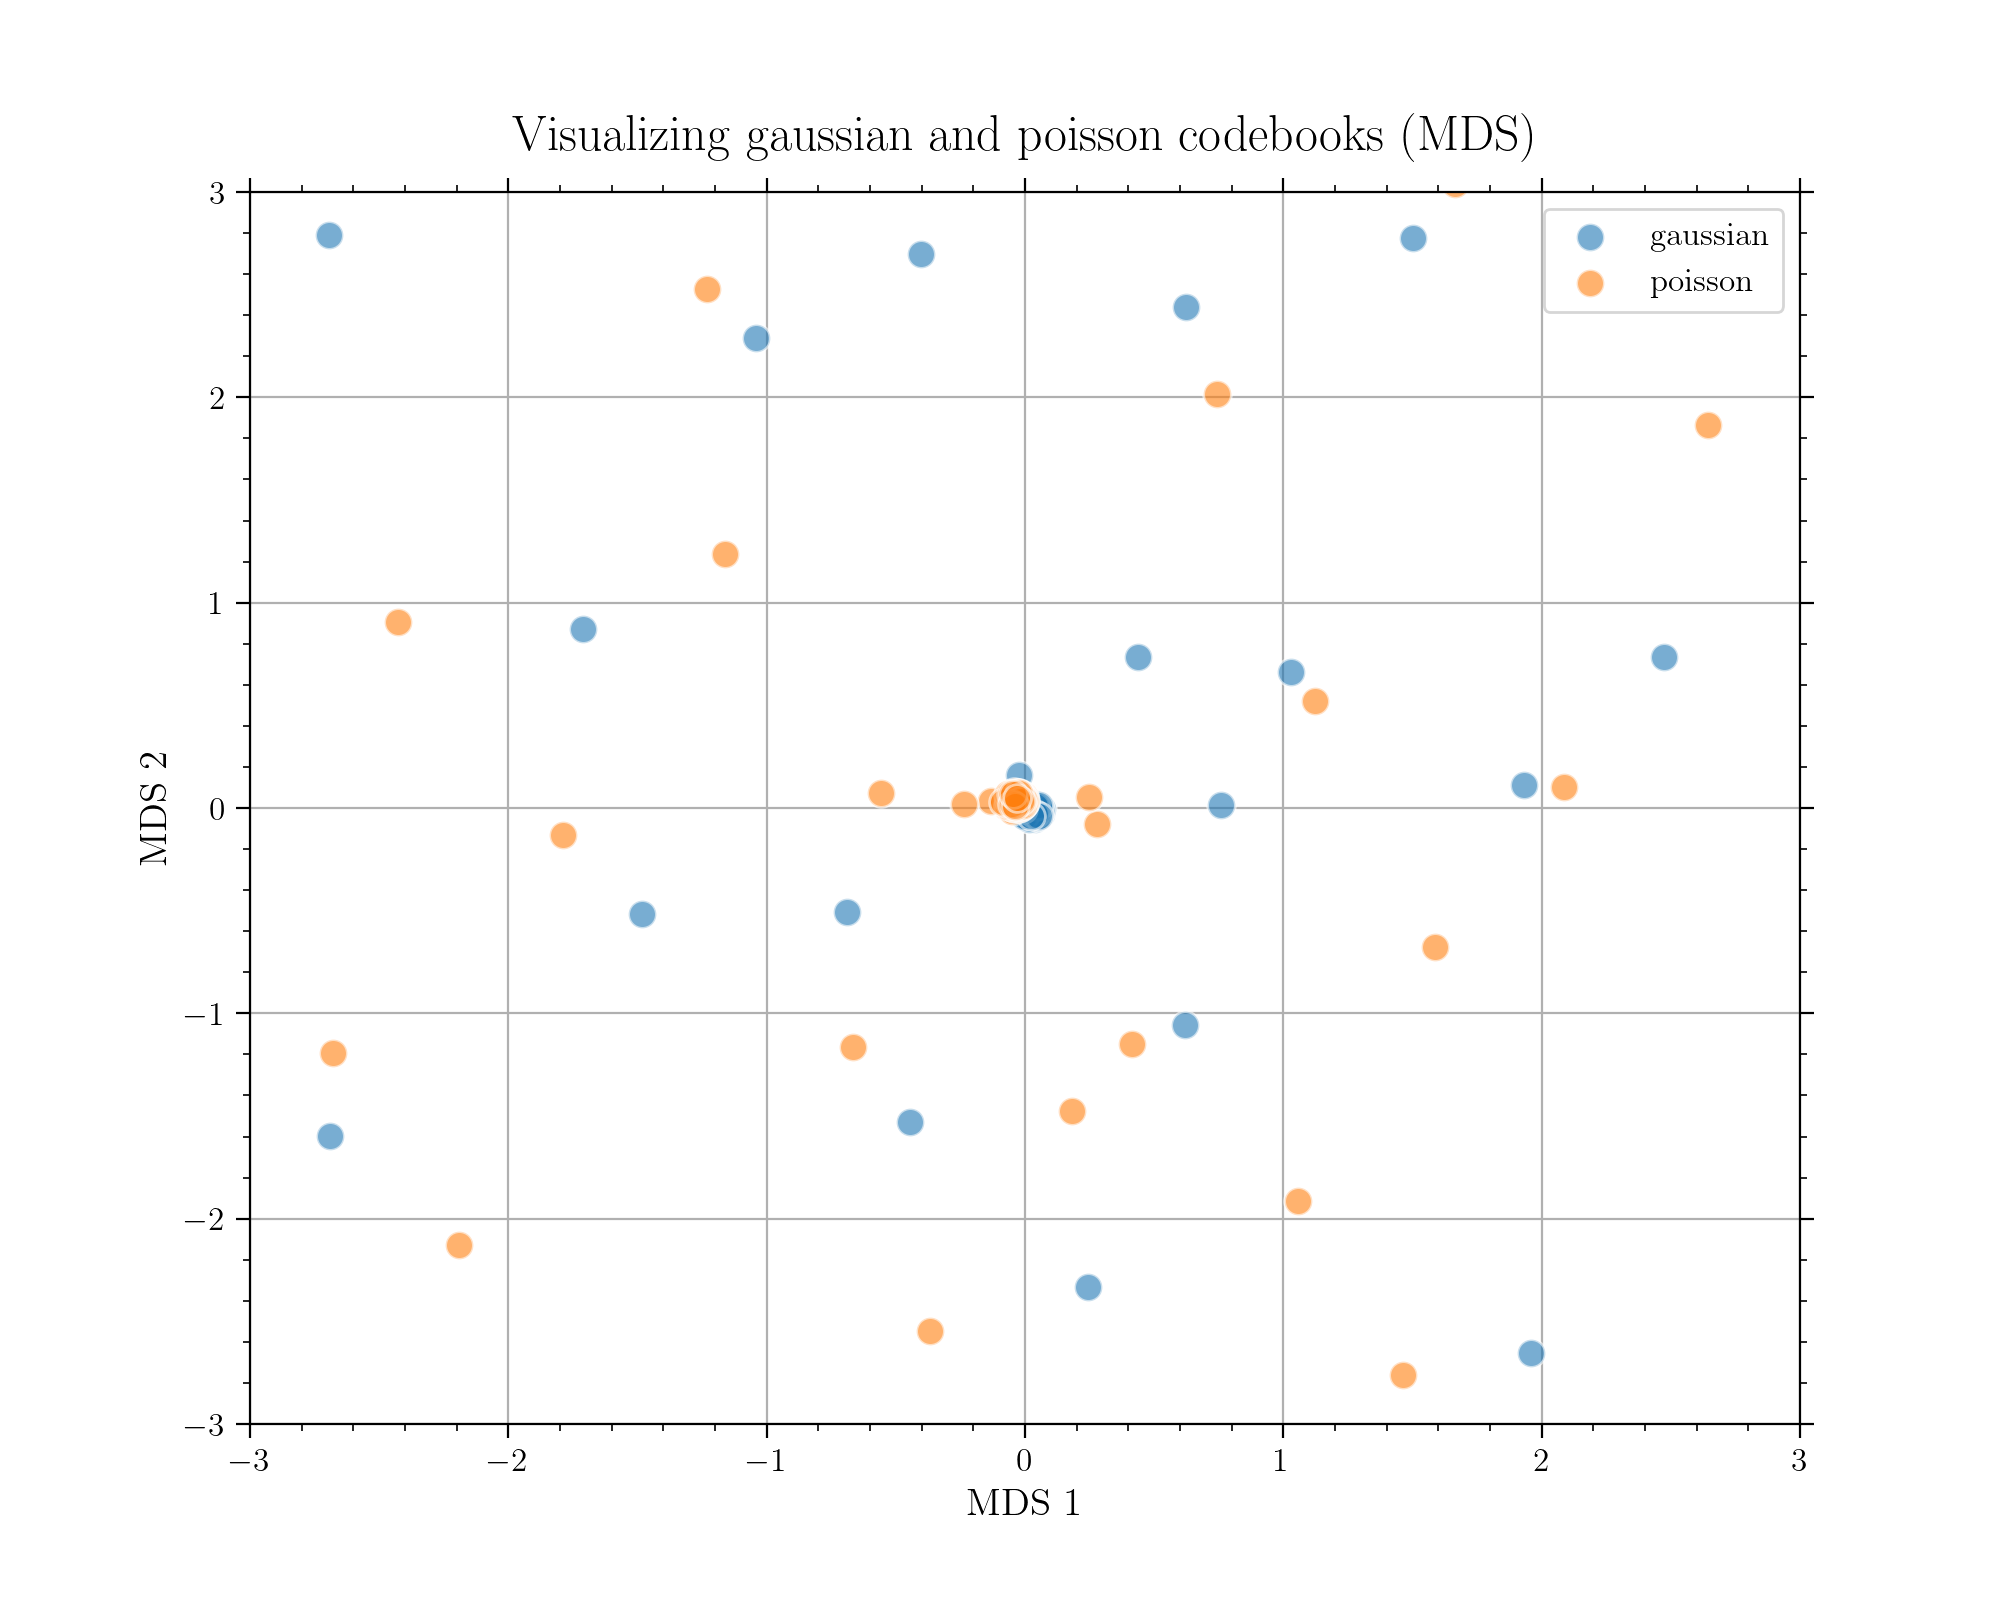 Visualizing gaussian and poisson codebooks (MDS)
gaussian
poisson
MDS 2
3
2
1
0
−1
−2
−3
−3
−2
−1
0
1
2
3
MDS 1